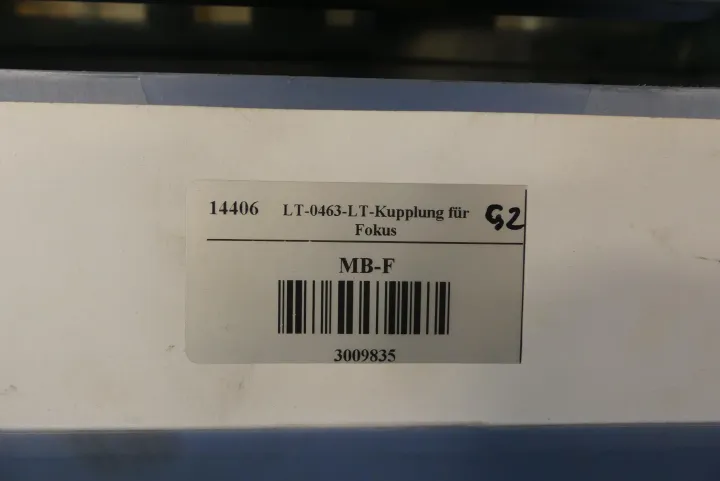 14406 LT-0463-LT-Kupplung für G2
Fokus
MB-F
3009835